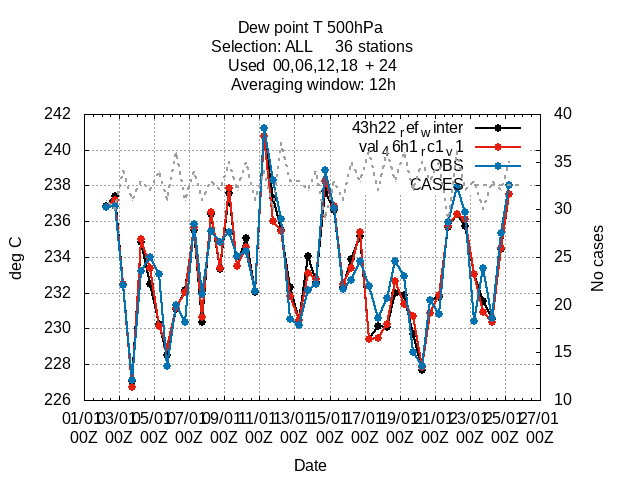 Dew point T 500hPa
Selection: ALL 36 stations
Used 00,06,12,18 + 24
Averaging window: 12h
43h22_ref_winter
val_46h1_rc1_v1
OBS
CASES
deg C
242
240
238
236
234
232
230
228
226
No cases
40
35
30
25
20
15
10
01/01 03/01 05/01 07/01 09/01 11/01 13/01 15/01 17/01 19/01 21/01 23/01 25/01 27/01
00Z 00Z 00Z 00Z 00Z 00Z 00Z 00Z 00Z 00Z 00Z 00Z 00Z 00Z
Date